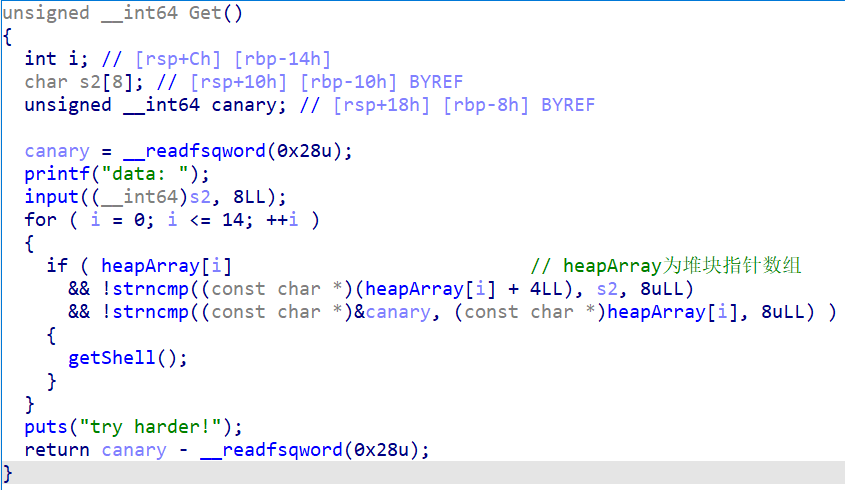 unsigned __int64 Get()
{
  int i; // [rsp+Ch] [rbp-14h]
  char s2[8]; // [rsp+10h] [rbp-10h] BYREF
  unsigned __int64 canary; // [rsp+18h] [rbp-8h] BYREF

  canary = __readfsqword(0x28u);
  printf("data: ");
  input((__int64)s2, 8LL);
  for ( i = 0; i <= 14; ++i )
  {
    if ( heapArray[i]                           // heapArray为堆块指针数组
      && !strncmp((const char *)(heapArray[i] + 4LL), s2, 8uLL)
      && !strncmp((const char *)&canary, (const char *)heapArray[i], 8uLL) )
    {
      getShell();
    }
  }
  puts("try harder!");
  return canary - __readfsqword(0x28u);
}